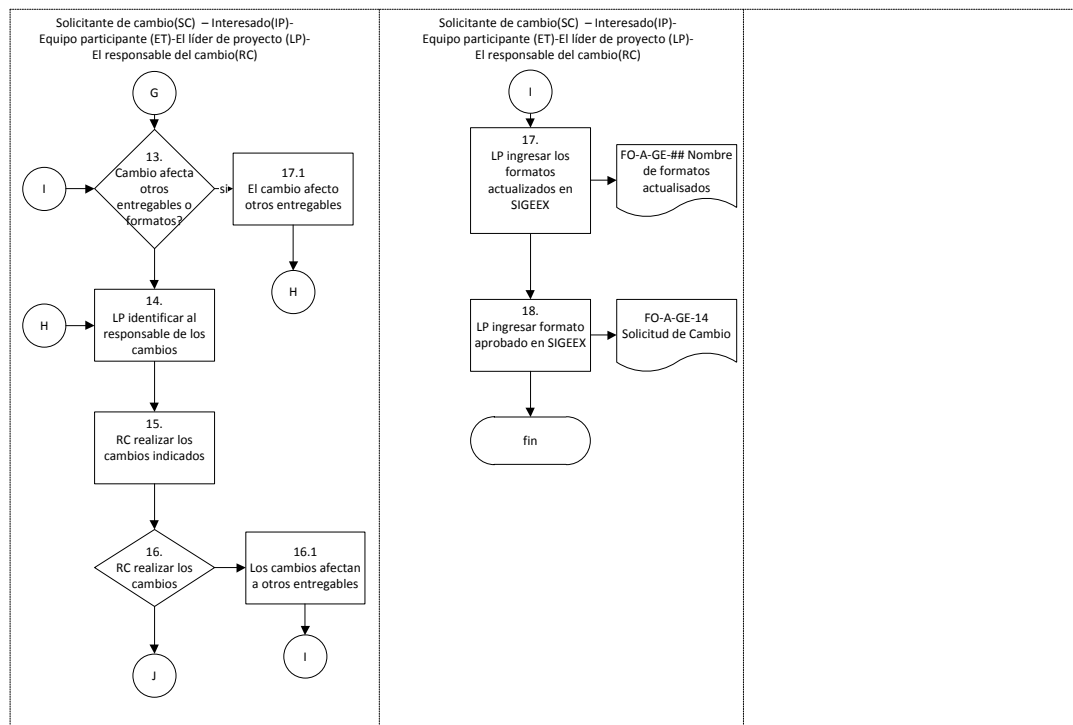 Solicitante de cambio(SC) – Interesado(IP)-
Equipo participante (ET)-El líder de proyecto (LP)-
El responsable del cambio(RC)
G
13.
Cambio afecta
otros
entregables o
formatos?
I
si
17.1
El cambio afecto
otros entregables
H
14.
LP identificar al
responsable de los
cambios
H
15.
RC realizar los
cambios indicados
16.
RC realizar los
cambios
16.1
Los cambios afectan
a otros entregables
J
I
Solicitante de cambio(SC) – Interesado(IP)-
Equipo participante (ET)-El líder de proyecto (LP)-
El responsable del cambio(RC)
I
17.
LP ingresar los
formatos
actualizados en
SIGEEX
FO-A-GE-## Nombre
de formatos
actualisados
18.
LP ingresar formato
aprobado en SIGEEX
FO-A-GE-14
Solicitud de Cambio
fin